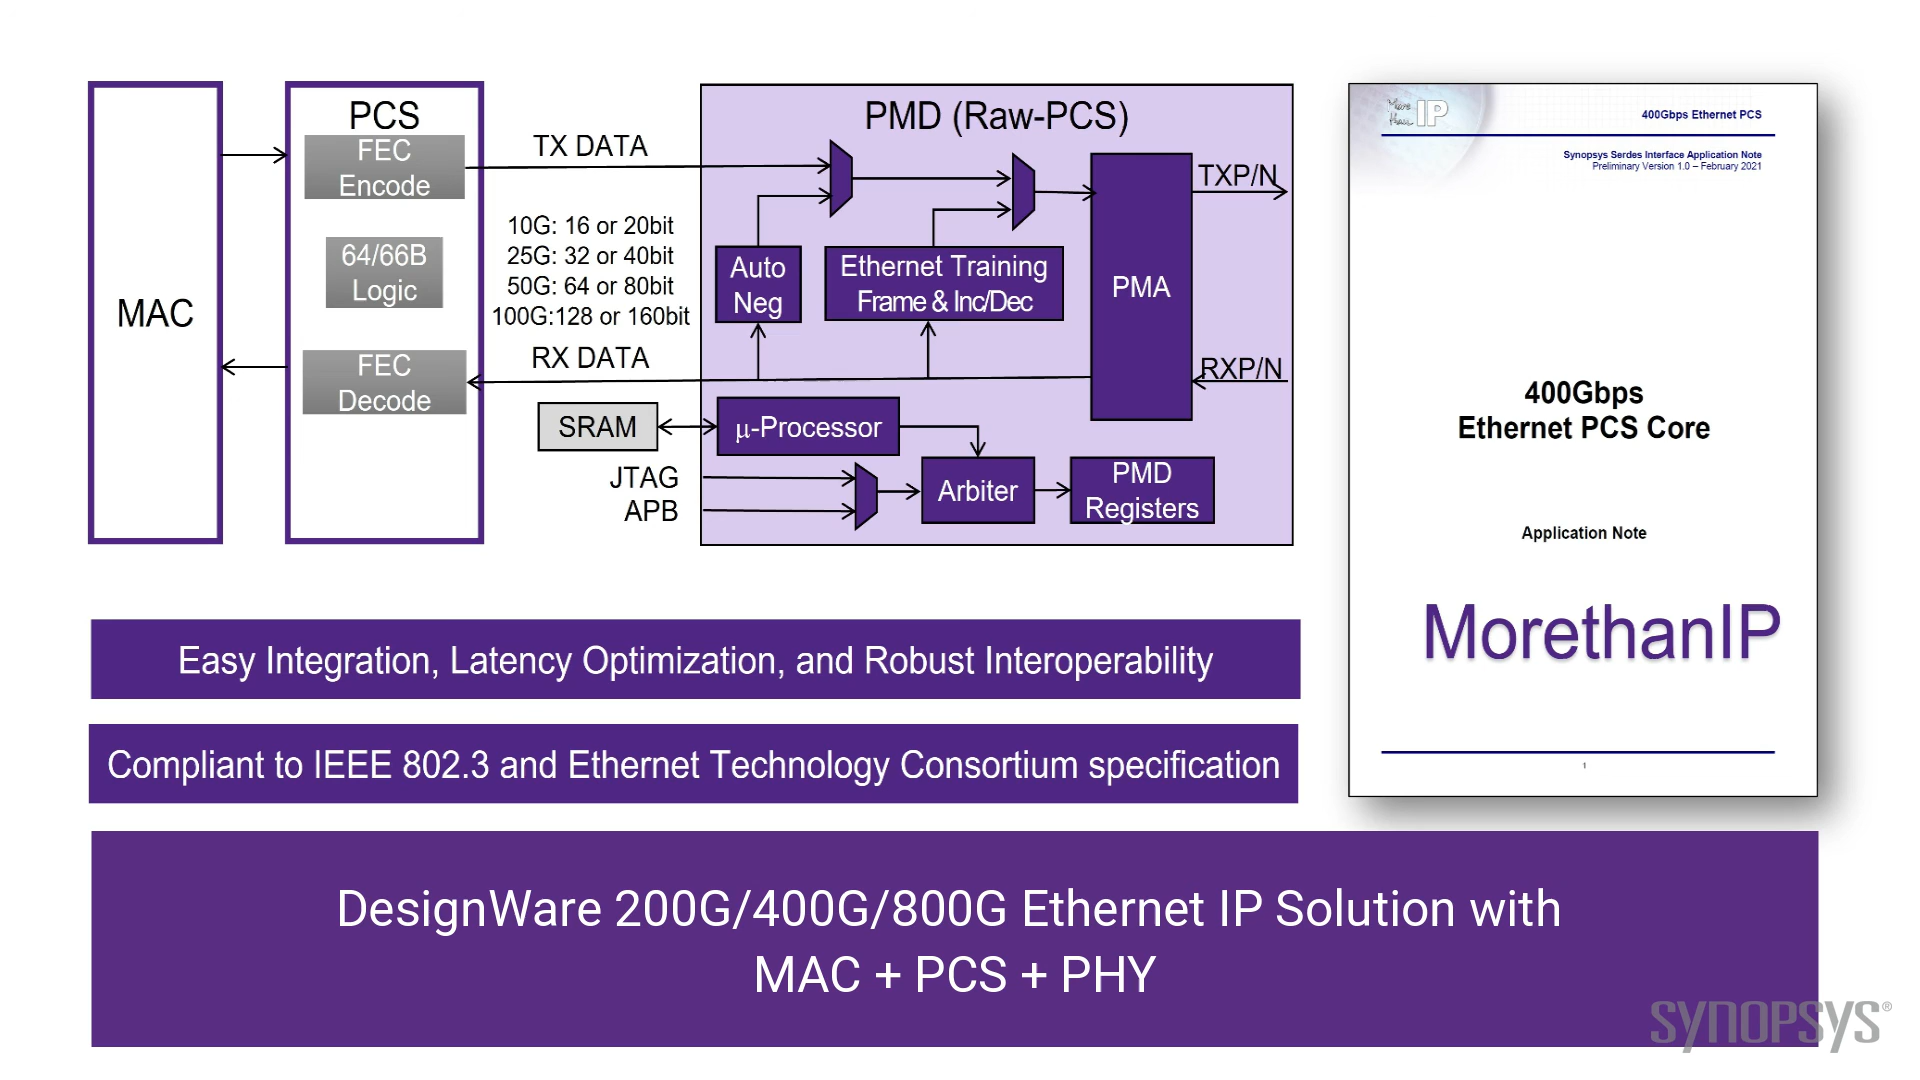 MAC
PCS
FEC
Encode
64/66B
Logic
FEC
Decode
TX DATA
10G: 16 or 20bit
25G: 32 or 40bit
50G: 64 or 80bit
100G:128 or 160bit
RX DATA
SRAM
JTAG
APB
PMD (Raw-PCS)
Auto
Neg
Ethernet Training
Frame & Inc/Dec
PMA
TXP/N
RXP/N
μ-Processor
Arbiter
PMD
Registers
More
than IP
400Gbps Ethernet PCS
Synopsys Serdes Interface Application Note
Preliminary Version 1.0 – February 2021
400Gbps
Ethernet PCS Core
Application Note
MorethanIP
1
Easy Integration, Latency Optimization, and Robust Interoperability
Compliant to IEEE 802.3 and Ethernet Technology Consortium specification
DesignWare 200G/400G/800G Ethernet IP Solution with
MAC + PCS + PHY
SYNOPSYS®